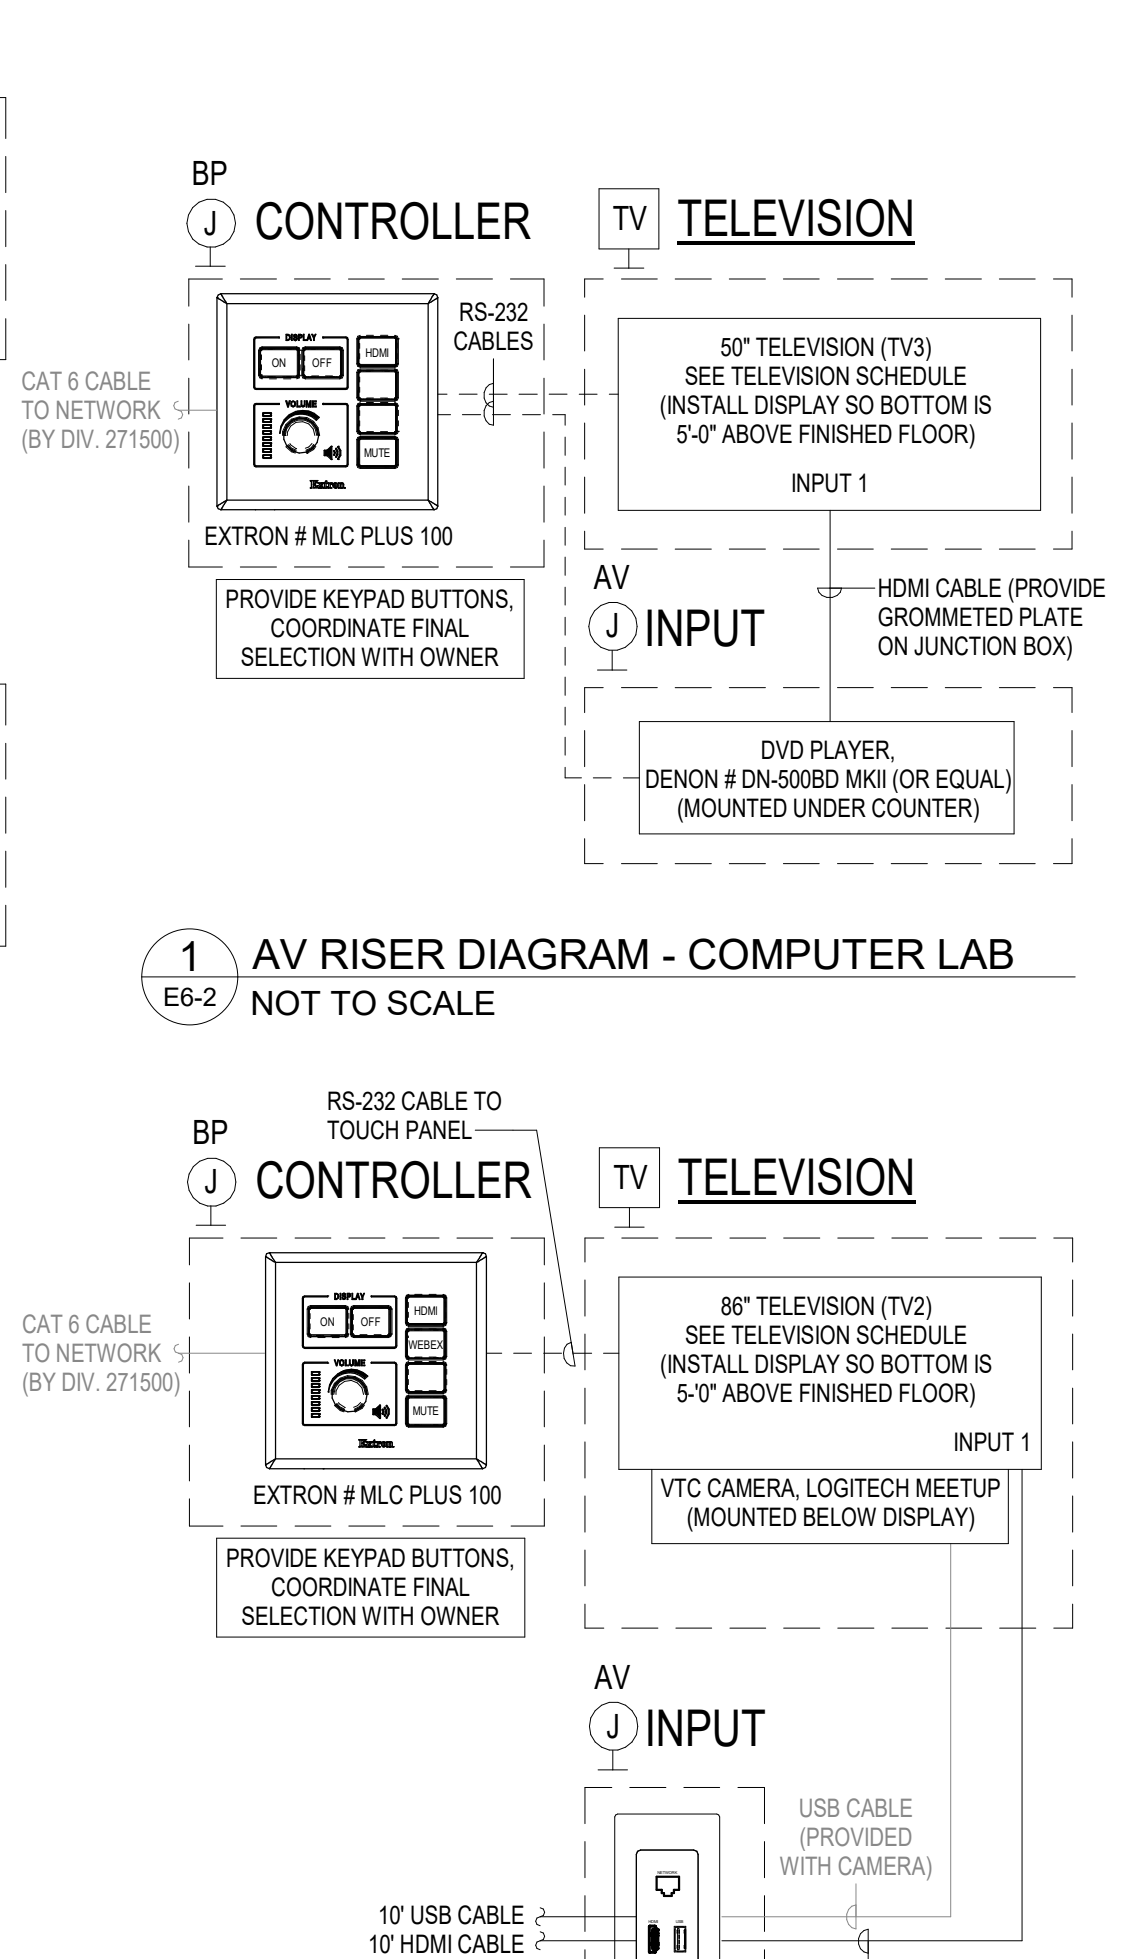 BP
J
CONTROLLER
TV
TELEVISION
RS-232
CABLES
DISPLAY
ON
OFF
HDMI
VOLUME
MUTE
Extron
CAT 6 CABLE
TO NETWORK
(BY DIV. 271500)
EXTRON # MLC PLUS 100
PROVIDE KEYPAD BUTTONS,
COORDINATE FINAL
SELECTION WITH OWNER
50" TELEVISION (TV3)
SEE TELEVISION SCHEDULE
(INSTALL DISPLAY SO BOTTOM IS
5'-0" ABOVE FINISHED FLOOR)
INPUT 1
AV
J
INPUT
HDMI CABLE (PROVIDE
GROMMETED PLATE
ON JUNCTION BOX)
DVD PLAYER,
DENON # DN-500BD MKII (OR EQUAL)
(MOUNTED UNDER COUNTER)
1
E6-2
AV RISER DIAGRAM - COMPUTER LAB
NOT TO SCALE
RS-232 CABLE TO
TOUCH PANEL
BP
J
CONTROLLER
TV
TELEVISION
DISPLAY
ON
OFF
HDMI
WEBEX
VOLUME
MUTE
Extron
CAT 6 CABLE
TO NETWORK
(BY DIV. 271500)
EXTRON # MLC PLUS 100
PROVIDE KEYPAD BUTTONS,
COORDINATE FINAL
SELECTION WITH OWNER
86" TELEVISION (TV2)
SEE TELEVISION SCHEDULE
(INSTALL DISPLAY SO BOTTOM IS
5-'0" ABOVE FINISHED FLOOR)
INPUT 1
VTC CAMERA, LOGITECH MEETUP
(MOUNTED BELOW DISPLAY)
AV
J
INPUT
USB CABLE
(PROVIDED
WITH CAMERA)
NETWORK
HDMI
USB
10' USB CABLE
10' HDMI CABLE